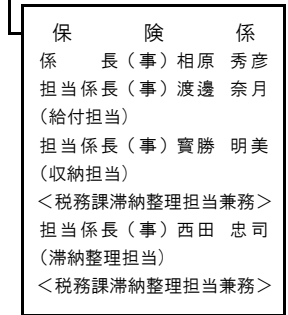 保険係
係長（事）相原 秀彦
担当係長（事）渡邉 奈月
（給付担当）
担当係長（事）寳勝 明美
（収納担当）
＜税務課滞納整理担当兼務＞
担当係長（事）西田 忠司
（滞納整理担当）
＜税務課滞納整理担当兼務＞